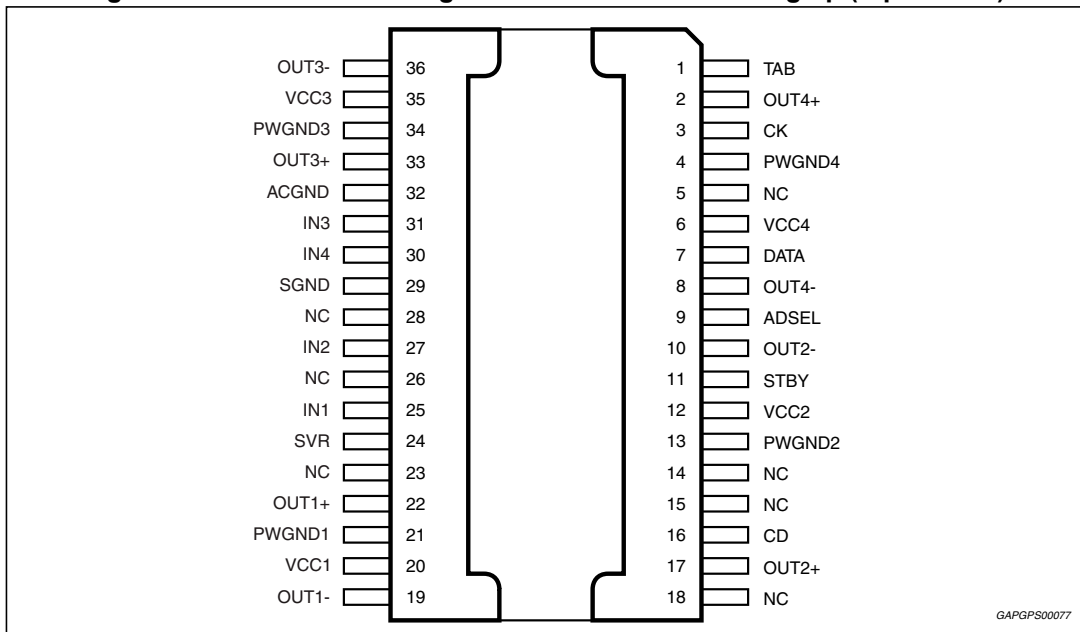 OUT3- 36 1 TAB
VCC3 35 2 OUT4+
PWGND3 34 3 CK
OUT3+ 33 4 PWGND4
ACGND 32 5 NC
IN3 31 6 VCC4
IN4 30 7 DATA
SGND 29 8 OUT4-
NC 28 9 ADSEL
IN2 27 10 OUT2-
NC 26 11 STBY
IN1 25 12 VCC2
SVR 24 13 PWGND2
NC 23 14 NC
OUT1+ 22 15 NC
PWGND1 21 16 CD
VCC1 20 17 OUT2+
OUT1- 19 18 NC
GAPGPS00077